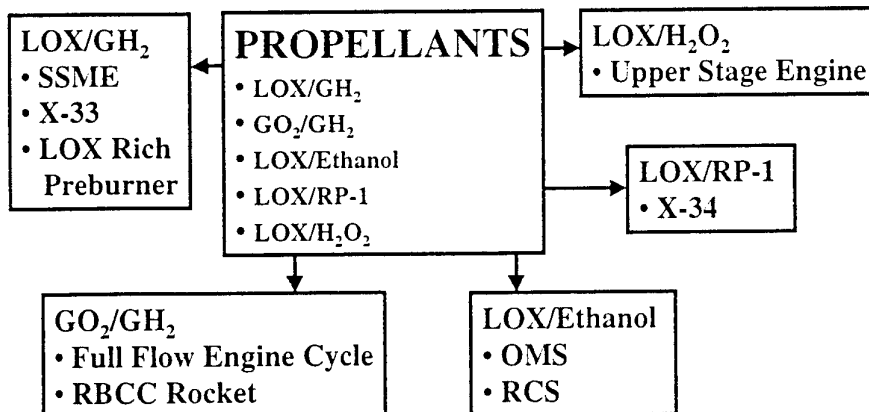 LOX/GH₂
• SSME
• X-33
• LOX Rich
Preburner
PROPELLANTS
• LOX/GH₂
• GO₂/GH₂
• LOX/Ethanol
• LOX/RP-1
• LOX/H₂O₂
LOX/H₂O₂
• Upper Stage Engine
LOX/RP-1
• X-34
GO₂/GH₂
• Full Flow Engine Cycle
• RBCC Rocket
LOX/Ethanol
• OMS
• RCS